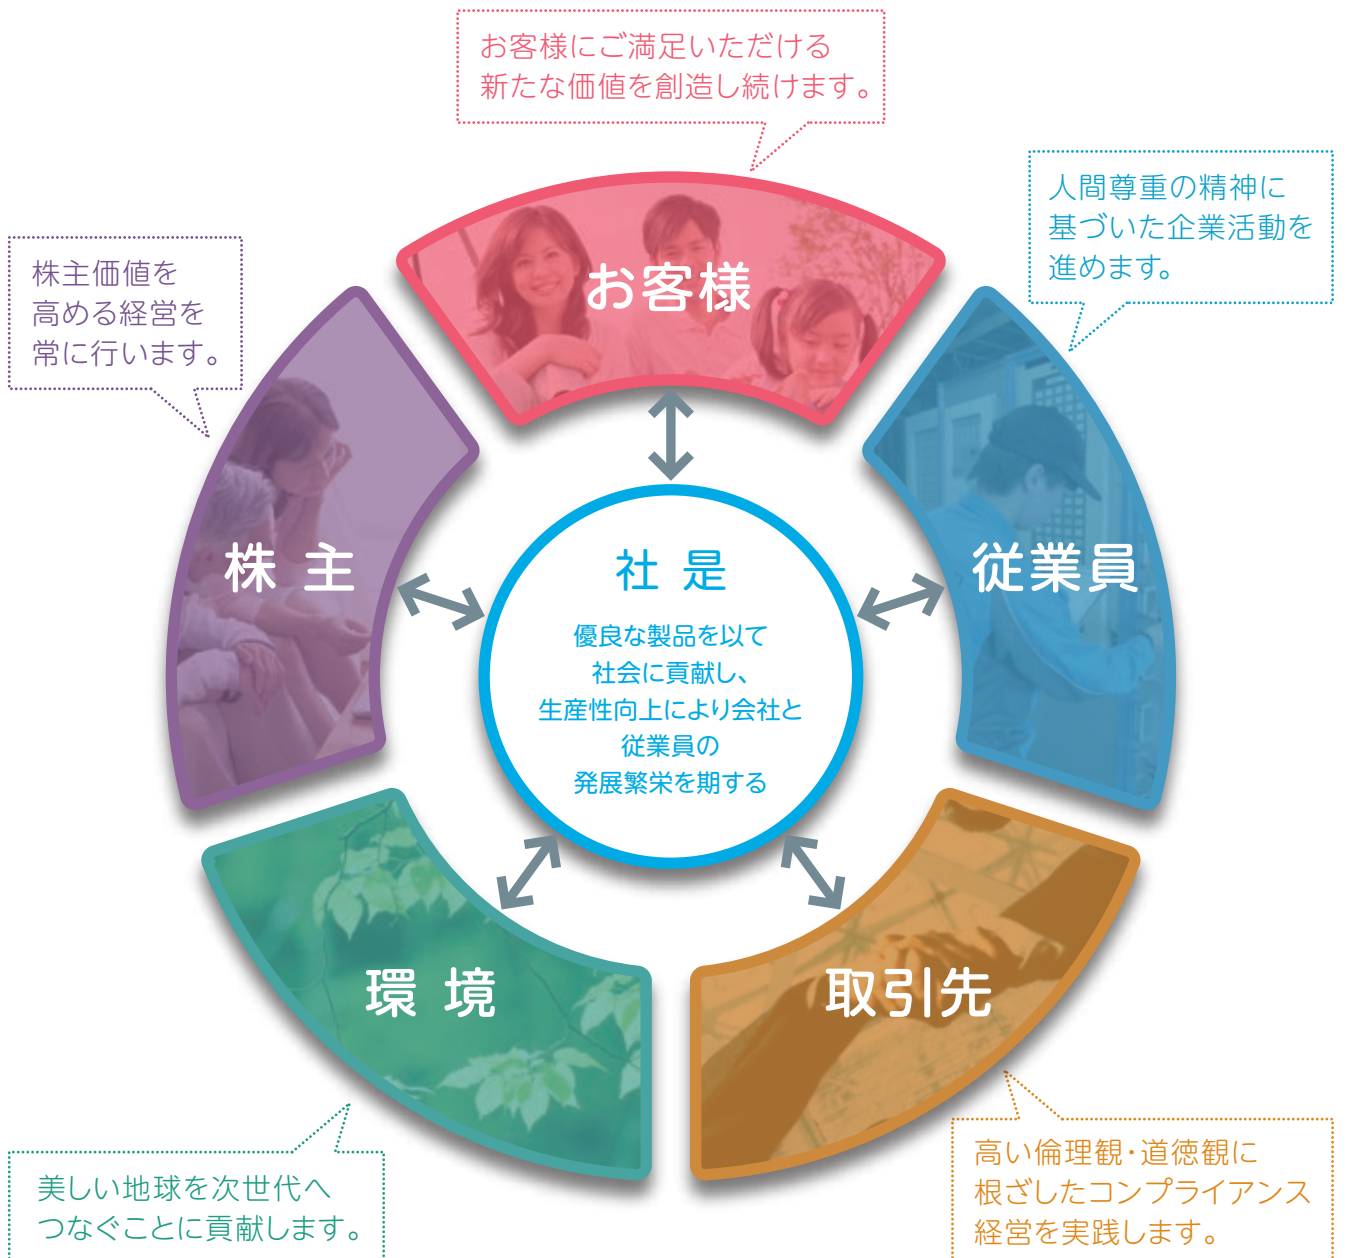 お客様にご満足いただける
新たな価値を創造し続けます。
人間尊重の精神に
基づいた企業活動を
進めます。
株主価値を
高める経営を
常に行います。
お客様
株 主
従業員
社 是
優良な製品を以て
社会に貢献し、
生産性向上により会社と
従業員の
発展繁栄を期する
環 境
取引先
美しい地球を次世代へ
つなぐことに貢献します。
高い倫理観・道徳観に
根ざしたコンプライアンス
経営を実践します。